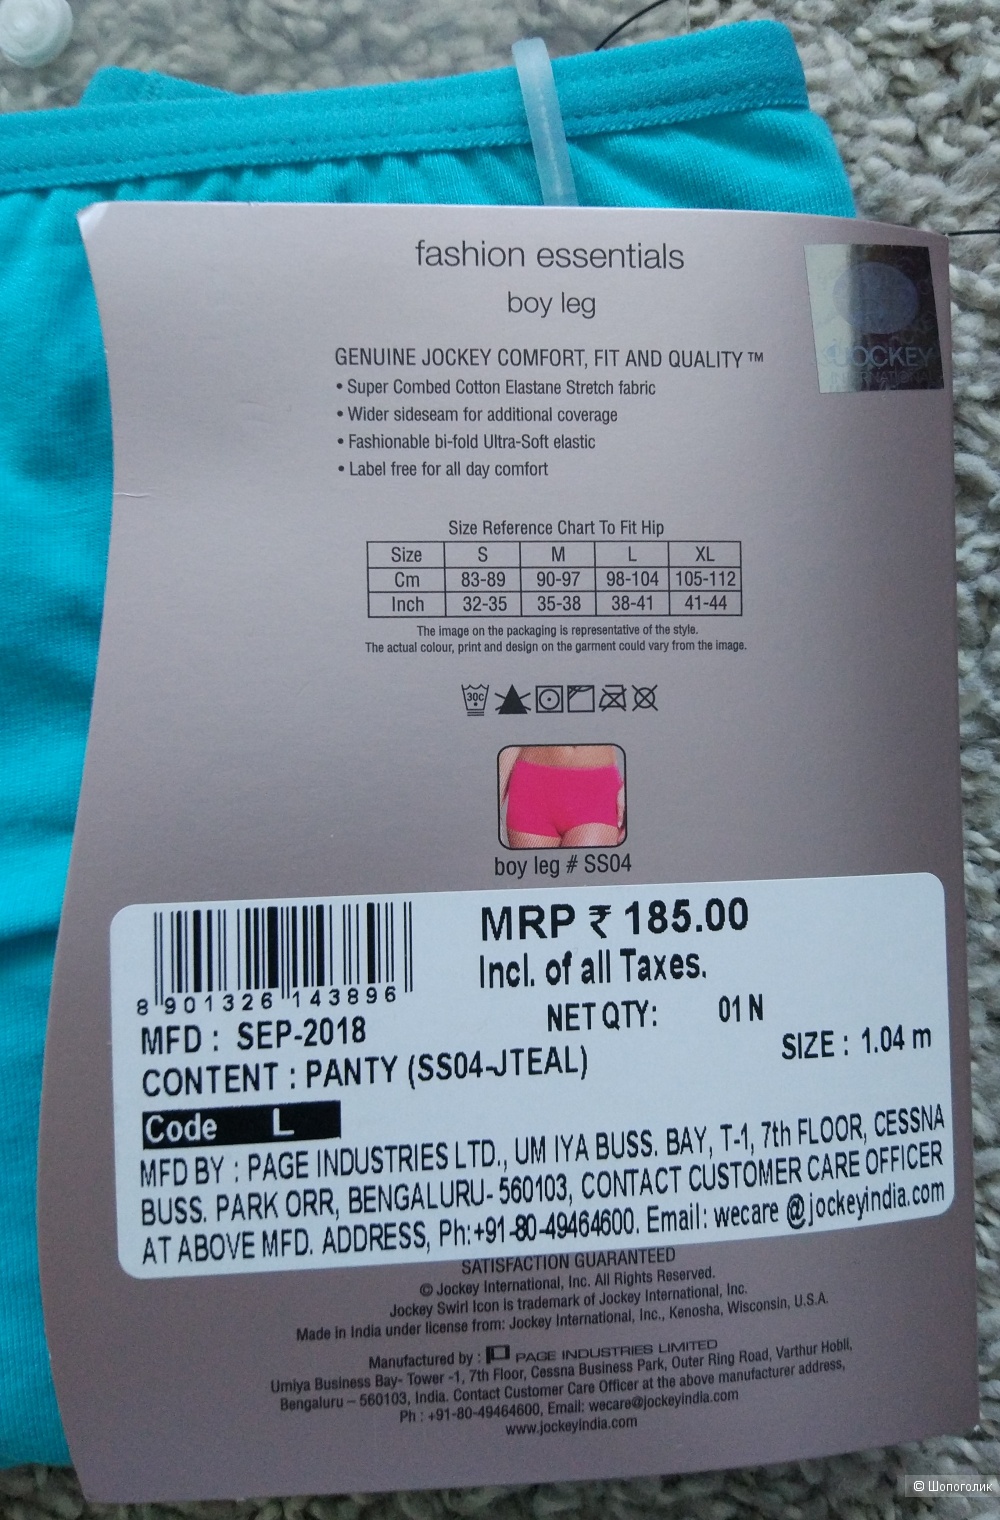 fashion essentials
boy leg
JOCKEY
GENUINE JOCKEY COMFORT, FIT AND QUALITY ™
• Super Combed Cotton Elastane Stretch fabric
• Wider sideseam for additional coverage
• Fashionable bi-fold Ultra-Soft elastic
• Label free for all day comfort
Size Reference Chart To Fit Hip
Size S M L XL
Cm 83-89 90-97 98-104 105-112
Inch 32-35 35-38 38-41 41-44
The image on the packaging is representative of the style.
The actual colour, print and design on the garment could vary from the image.
30C
boy leg # SS04
MRP ₹ 185.00
Incl. of all Taxes.
8 901326 143896
NET QTY: 01 N
MFD : SEP-2018
SIZE : 1.04 m
CONTENT : PANTY (SS04-JTEAL)
Code L
MFD BY : PAGE INDUSTRIES LTD., UM IYA BUSS. BAY, T-1, 7th FLOOR, CESSNA
BUSS. PARK ORR, BENGALURU- 560103, CONTACT CUSTOMER CARE OFFICER
AT ABOVE MFD. ADDRESS, Ph:+91-80-49464600. Email: wecare @jockeyindia.com
SATISFACTION GUARANTEED
© Jockey International, Inc. All Rights Reserved.
Jockey Swirl Icon is trademark of Jockey International, Inc.
Made in India under license from: Jockey International, Inc., Kenosha, Wisconsin, U.S.A.
Manufactured by : PAGE INDUSTRIES LIMITED
Umiya Business Bay- Tower -1, 7th Floor, Cessna Business Park, Outer Ring Road, Varthur Hobli,
Bengaluru – 560103, India. Contact Customer Care Officer at the above manufacturer address,
Ph : +91-80-49464600, Email: wecare@jockeyindia.com
www.jockeyindia.com
© Шопоголик